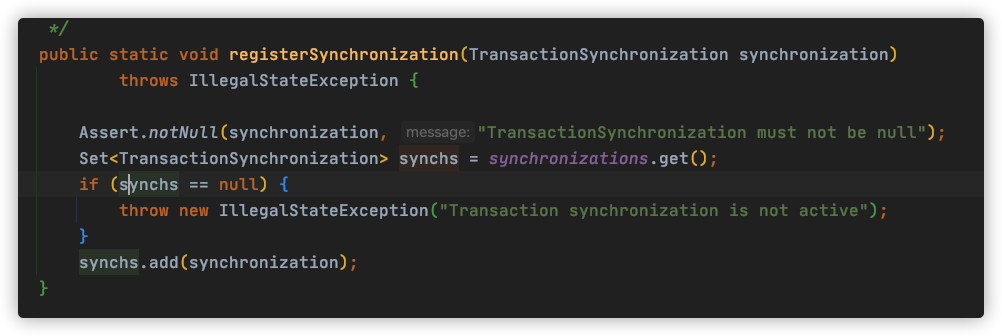 */
public static void registerSynchronization(TransactionSynchronization synchronization)
throws IllegalStateException {
Assert.notNull(synchronization, message: "TransactionSynchronization must not be null");
Set<TransactionSynchronization> synchs = synchronizations.get();
if (synchs == null) {
throw new IllegalStateException("Transaction synchronization is not active");
}
synchs.add(synchronization);
}